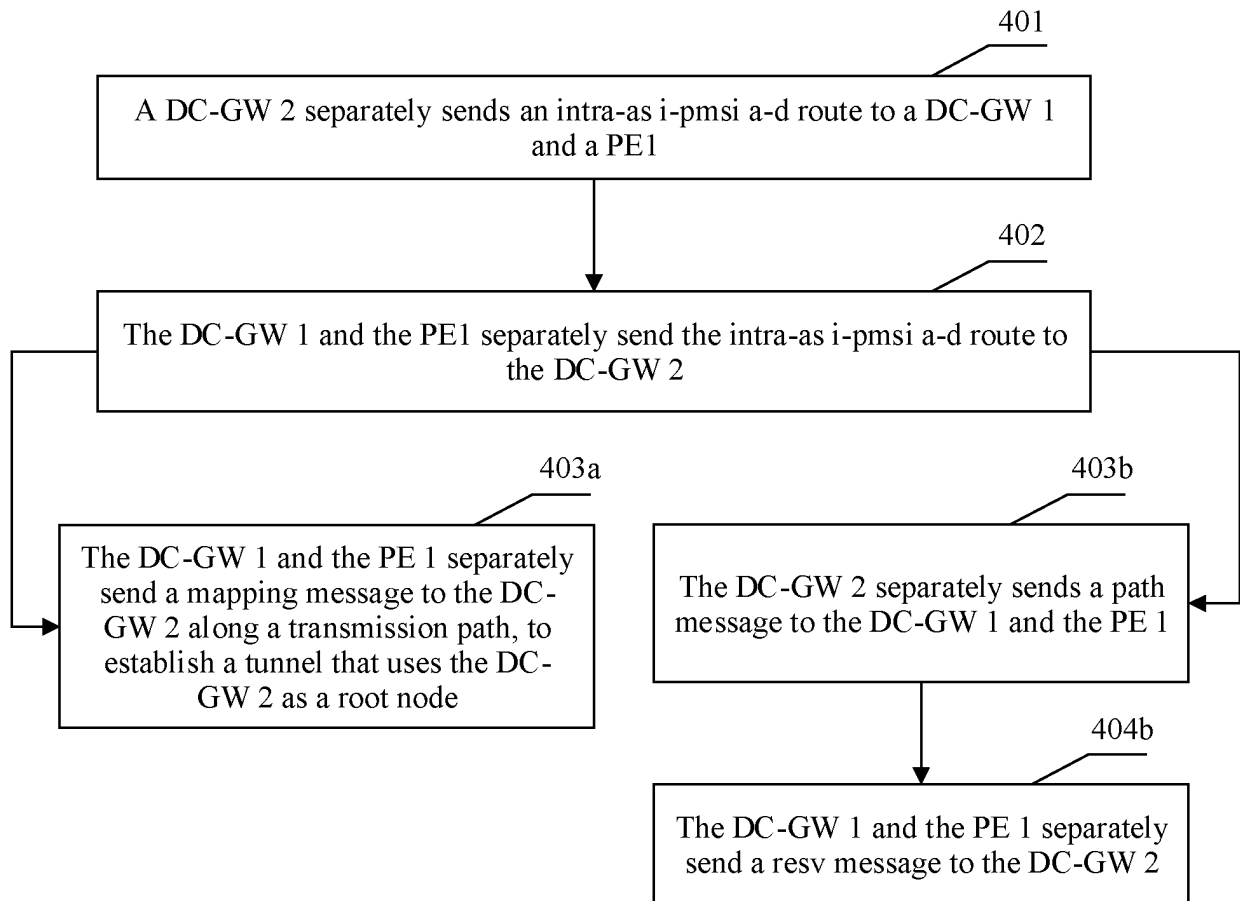 401
A DC-GW 2 separately sends an intra-as i-pmsi a-d route to a DC-GW 1
and a PE1
402
The DC-GW 1 and the PE1 separately send the intra-as i-pmsi a-d route to
the DC-GW 2
403a
The DC-GW 1 and the PE 1 separately
send a mapping message to the DC-
GW 2 along a transmission path, to
establish a tunnel that uses the DC-
GW 2 as a root node
403b
The DC-GW 2 separately sends a path
message to the DC-GW 1 and the PE 1
404b
The DC-GW 1 and the PE 1 separately
send a resv message to the DC-GW 2